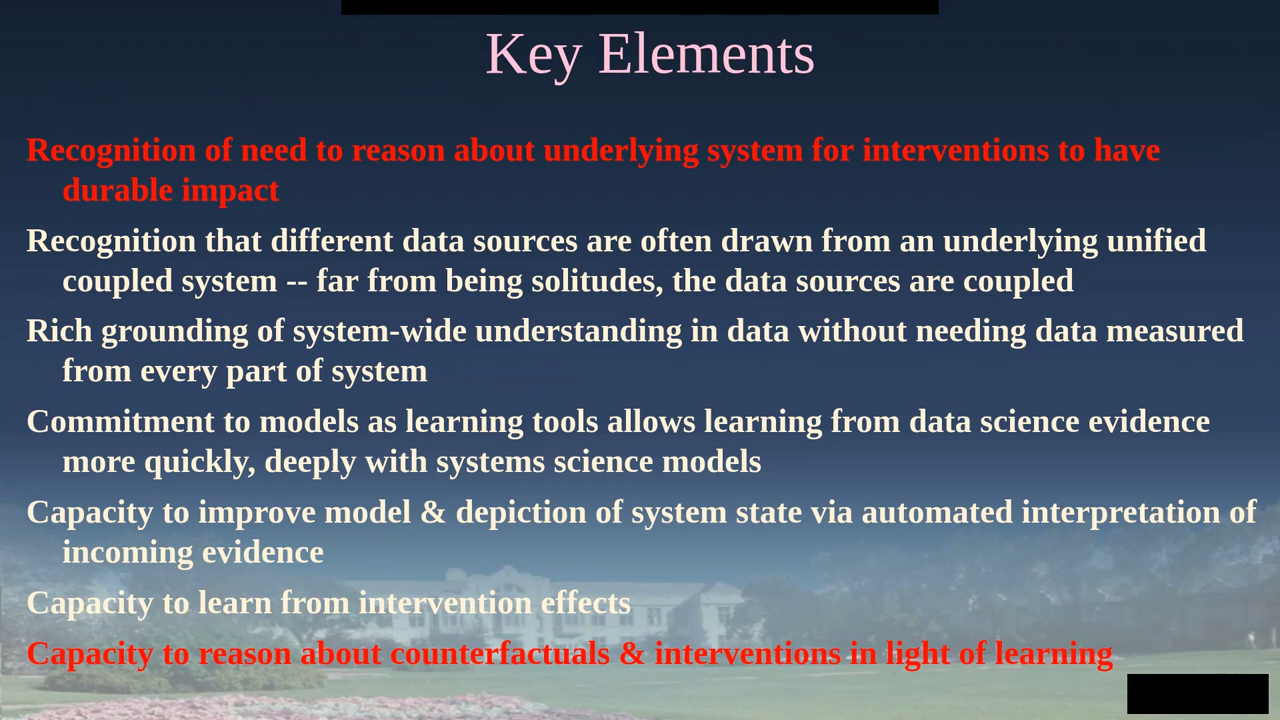 Key Elements
Recognition of need to reason about underlying system for interventions to have
durable impact
Recognition that different data sources are often drawn from an underlying unified
coupled system -- far from being solitudes, the data sources are coupled
Rich grounding of system-wide understanding in data without needing data measured
from every part of system
Commitment to models as learning tools allows learning from data science evidence
more quickly, deeply with systems science models
Capacity to improve model & depiction of system state via automated interpretation of
incoming evidence
Capacity to learn from intervention effects
Capacity to reason about counterfactuals & interventions in light of learning